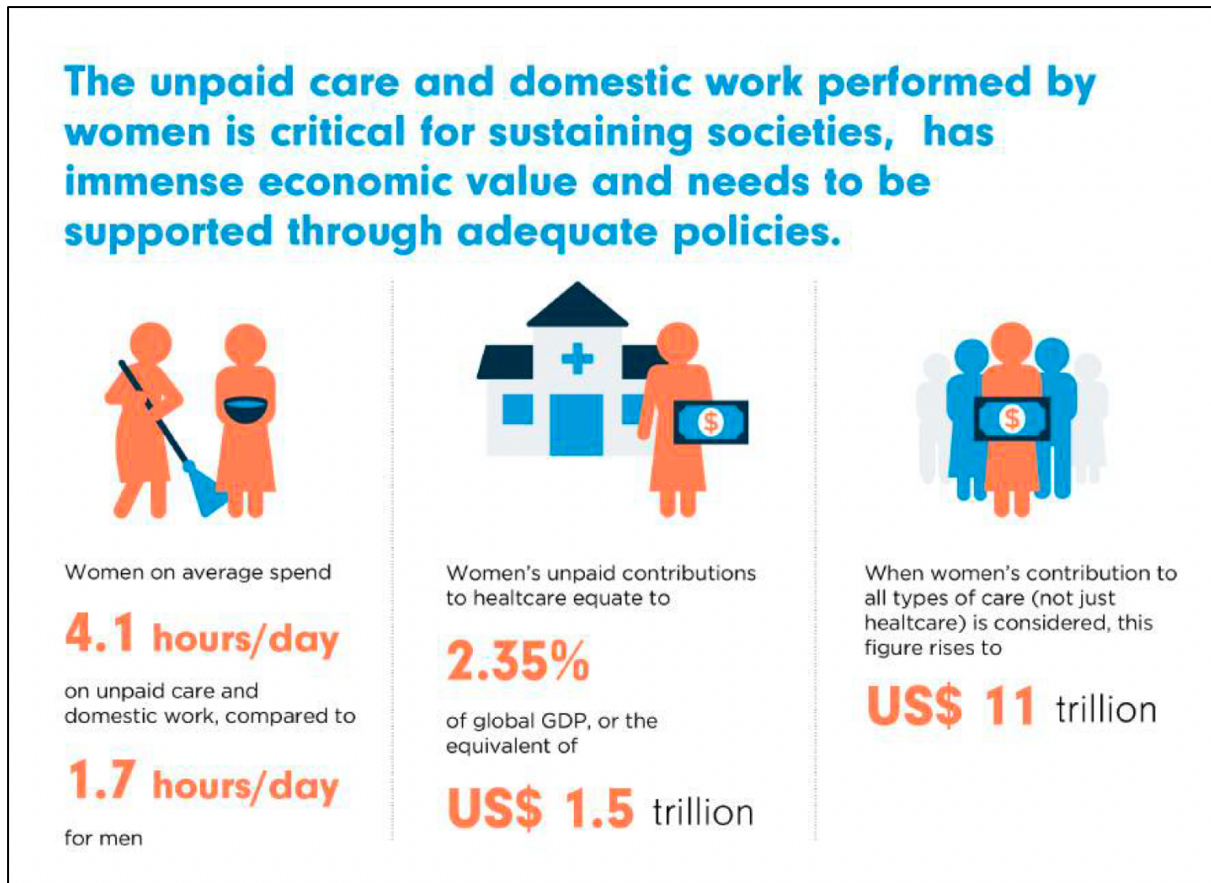 The unpaid care and domestic work performed by
women is critical for sustaining societies, has
immense economic value and needs to be
supported through adequate policies.
Women on average spend
4.1 hours/day
on unpaid care and
domestic work, compared to
1.7 hours/day
for men
$
Women's unpaid contributions
to healtcare equate to
2.35%
of global GDP, or the
equivalent of
US$ 1.5 trillion
$
When women's contribution to
all types of care (not just
healtcare) is considered, this
figure rises to
US$ 11 trillion